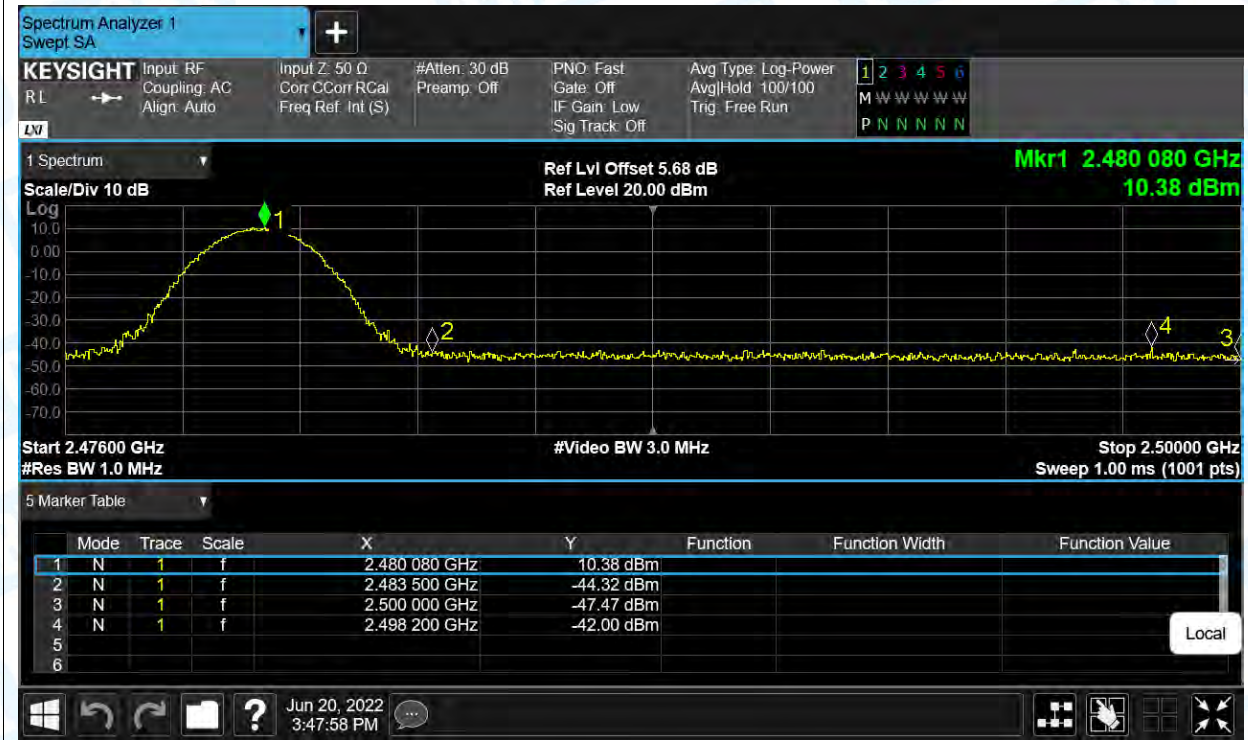 Spectrum Analyzer 1
Swept SA
+
KEYSIGHT Input: RF Input Z: 50 Ω #Atten: 30 dB PNO: Fast Avg Type: Log-Power 1 2 3 4 5 6
RL Coupling: AC Corr CCorr RCal Preamp: Off Gate: Off Avg|Hold: 100/100 M W W W W W W
Align: Auto Freq Ref: Int (S) IF Gain: Low Trig: Free Run P N N N N N N
LXI Sig Track: Off
1 Spectrum Ref Lvl Offset 5.68 dB Mkr1 2.480 080 GHz
Scale/Div 10 dB Ref Level 20.00 dBm 10.38 dBm
Log
10.0 1
0.00
-10.0
-20.0
-30.0
-40.0 2 4 3
-50.0
-60.0
-70.0
Start 2.47600 GHz #Video BW 3.0 MHz Stop 2.50000 GHz
#Res BW 1.0 MHz Sweep 1.00 ms (1001 pts)
5 Marker Table
Mode Trace Scale X Y Function Function Width Function Value
1 N 1 f 2.480 080 GHz 10.38 dBm
2 N 1 f 2.483 500 GHz -44.32 dBm
3 N 1 f 2.500 000 GHz -47.47 dBm
4 N 1 f 2.498 200 GHz -42.00 dBm
5
6
Local
? Jun 20, 2022
3:47:58 PM